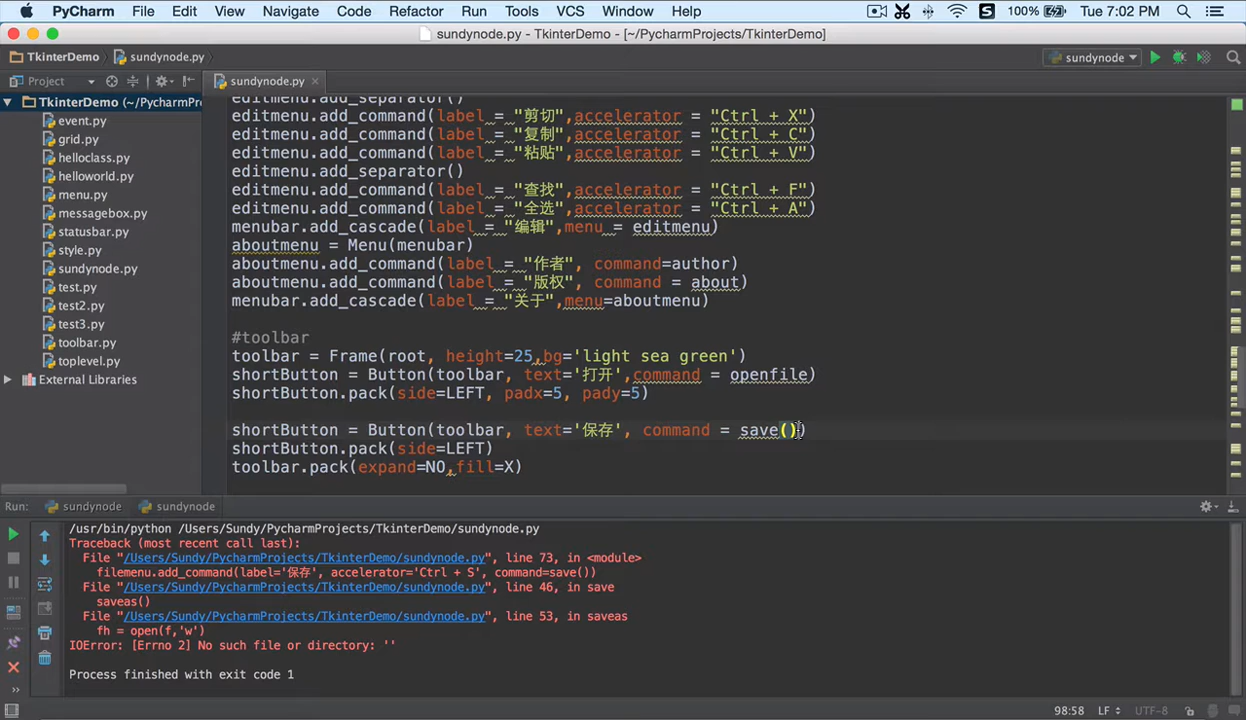 PyCharm File Edit View Navigate Code Refactor Run Tools VCS Window Help 100% Tue 7:02 PM
sundynode.py - TkinterDemo - [~/PycharmProjects/TkinterDemo]
TkinterDemo sundynode.py sundynode
Project sundynode.py
TkinterDemo (~/PycharmPr
event.py
grid.py
helloclass.py
helloworld.py
menu.py
messagebox.py
statusbar.py
style.py
sundynode.py
test.py
test2.py
test3.py
toolbar.py
toplevel.py
External Libraries
editmenu.add_separator()
editmenu.add_command(label = "剪切",accelerator = "Ctrl + X")
editmenu.add_command(label = "复制",accelerator = "Ctrl + C")
editmenu.add_command(label = "粘贴",accelerator = "Ctrl + V")
editmenu.add_separator()
editmenu.add_command(label = "查找",accelerator = "Ctrl + F")
editmenu.add_command(label = "全选",accelerator = "Ctrl + A")
menubar.add_cascade(label = "编辑",menu = editmenu)
aboutmenu = Menu(menubar)
aboutmenu.add_command(label = "作者", command=author)
aboutmenu.add_command(label = "版权", command = about)
menubar.add_cascade(label = "关于",menu=aboutmenu)
#toolbar
toolbar = Frame(root, height=25,bg='light sea green')
shortButton = Button(toolbar, text='打开',command = openfile)
shortButton.pack(side=LEFT, padx=5, pady=5)
shortButton = Button(toolbar, text='保存', command = save())
shortButton.pack(side=LEFT)
toolbar.pack(expand=NO,fill=X)
Run: sundynode sundynode
/usr/bin/python /Users/Sundy/PycharmProjects/TkinterDemo/sundynode.py
Traceback (most recent call last):
File "/Users/Sundy/PycharmProjects/TkinterDemo/sundynode.py", line 73, in <module>
filemenu.add_command(label='保存', accelerator='Ctrl + S', command=save())
File "/Users/Sundy/PycharmProjects/TkinterDemo/sundynode.py", line 46, in save
saveas()
File "/Users/Sundy/PycharmProjects/TkinterDemo/sundynode.py", line 53, in saveas
fh = open(f,'w')
IOError: [Errno 2] No such file or directory: ''
Process finished with exit code 1
98:58 LF UTF-8